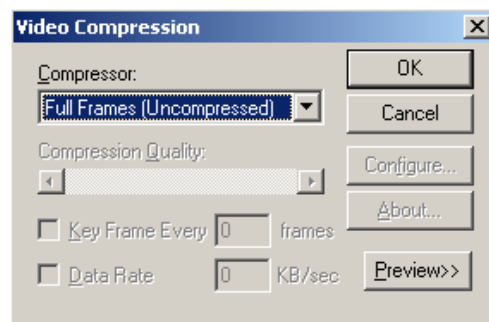 Video Compression
Compressor:
Full Frames (Uncompressed)
Compression Quality:
Key Frame Every 0 frames
Data Rate 0 KB/sec
OK
Cancel
Configure...
About...
Preview>>